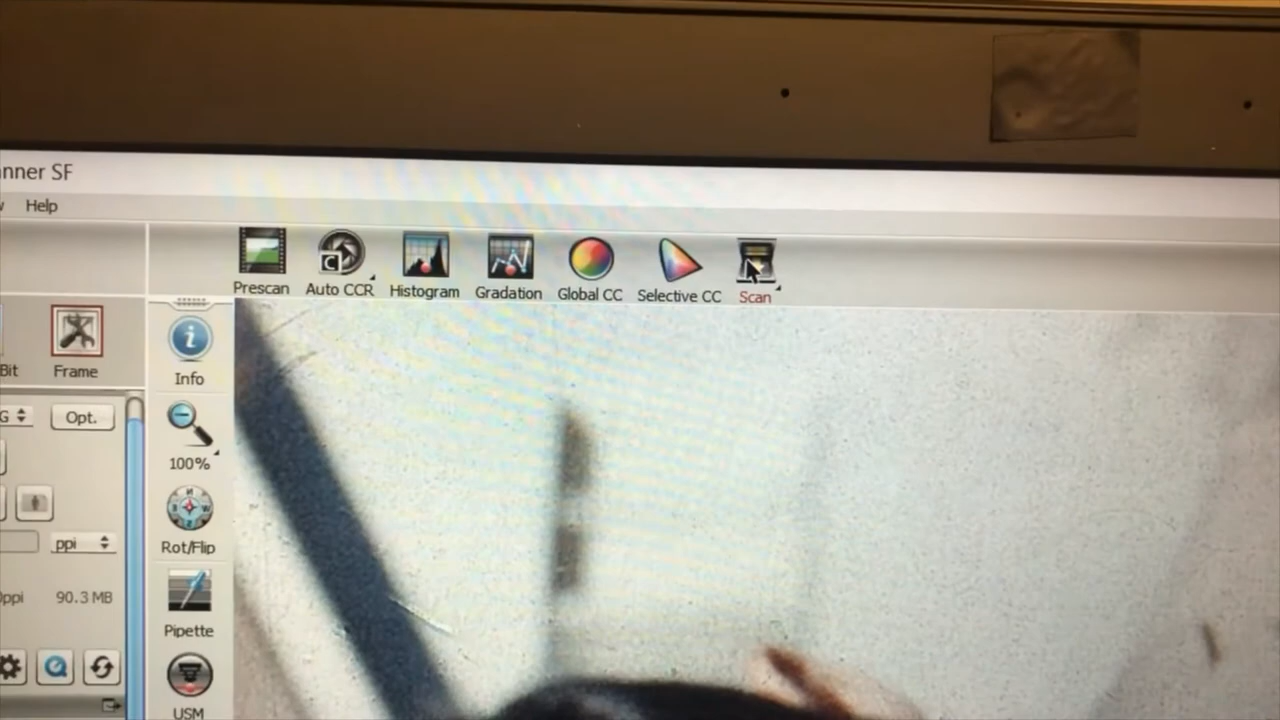 nner SF
Help
Prescan Auto CCR Histogram Gradation Global CC Selective CC Scan
Bit Frame Info
G Opt.
100%
ppi Rot/Flip
ppi 90.3 MB
Pipette
USM